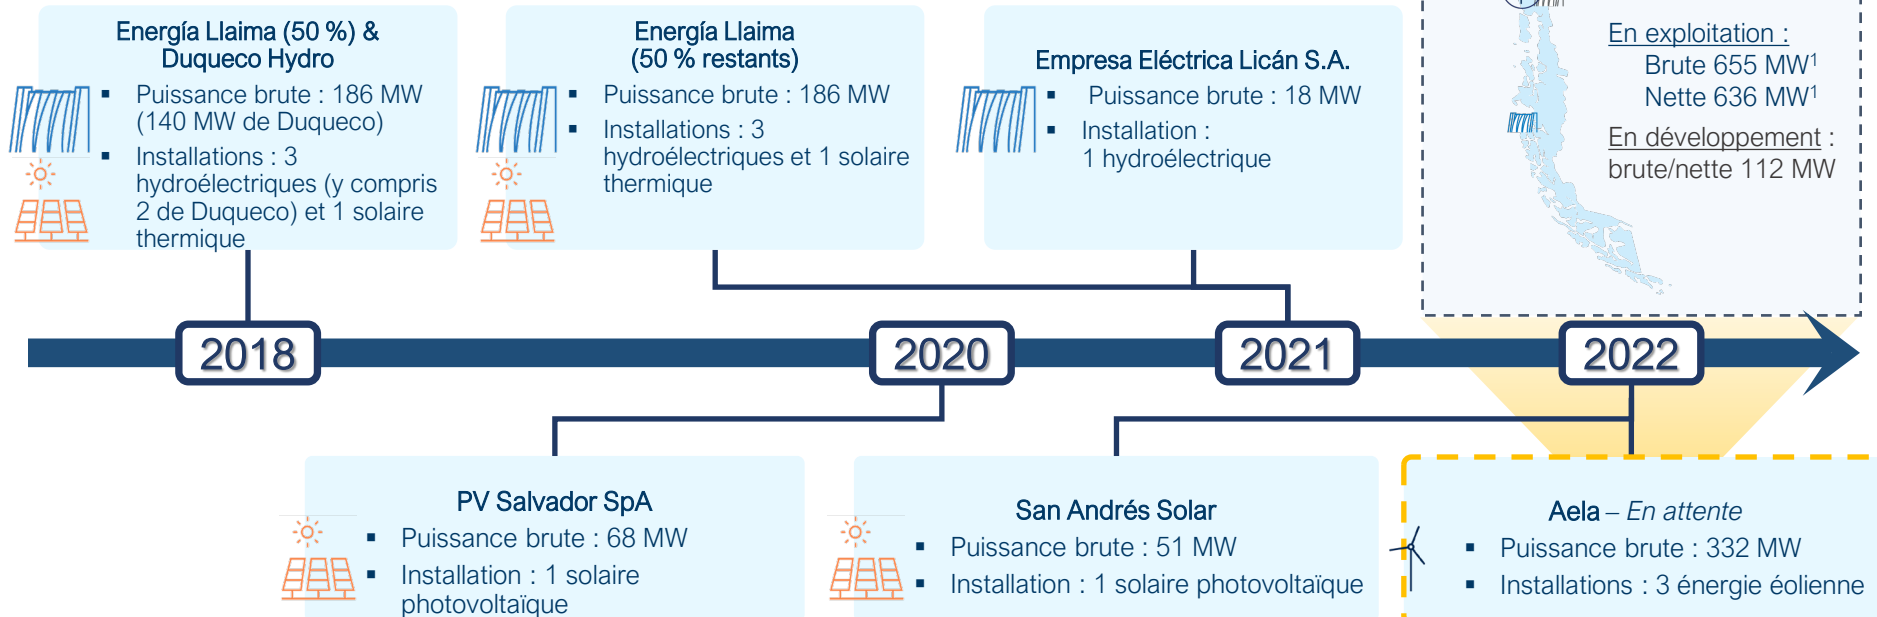 Energía Llaima (50 %) &
Duqueco Hydro
▪ Puissance brute : 186 MW
(140 MW de Duqueco)
▪ Installations : 3
hydroélectriques (y compris
2 de Duqueco) et 1 solaire
thermique
Energía Llaima
(50 % restants)
▪ Puissance brute : 186 MW
▪ Installations : 3
hydroélectriques et 1 solaire
thermique
Empresa Eléctrica Licán S.A.
▪ Puissance brute : 18 MW
▪ Installation :
1 hydroélectrique
En exploitation :
Brute 655 MW¹
Nette 636 MW¹
En développement :
brute/nette 112 MW
2018
2020
2021
2022
PV Salvador SpA
▪ Puissance brute : 68 MW
▪ Installation : 1 solaire
photovoltaïque
San Andrés Solar
▪ Puissance brute : 51 MW
▪ Installation : 1 solaire photovoltaïque
Aela – En attente
▪ Puissance brute : 332 MW
▪ Installations : 3 énergie éolienne